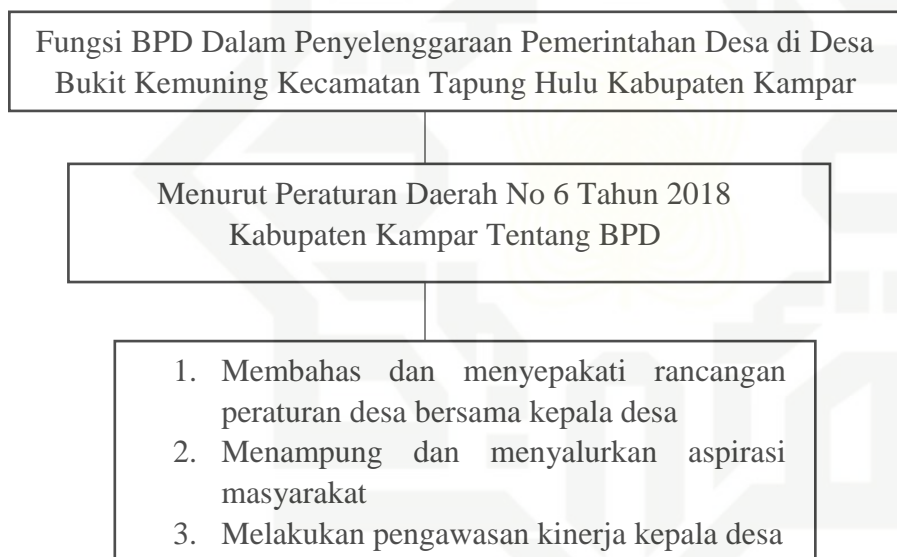 Fungsi BPD Dalam Penyelenggaraan Pemerintahan Desa di Desa
Bukit Kemuning Kecamatan Tapung Hulu Kabupaten Kampar
Menurut Peraturan Daerah No 6 Tahun 2018
Kabupaten Kampar Tentang BPD
1. Membahas dan menyepakati rancangan
peraturan desa bersama kepala desa
2. Menampung dan menyalurkan aspirasi
masyarakat
3. Melakukan pengawasan kinerja kepala desa